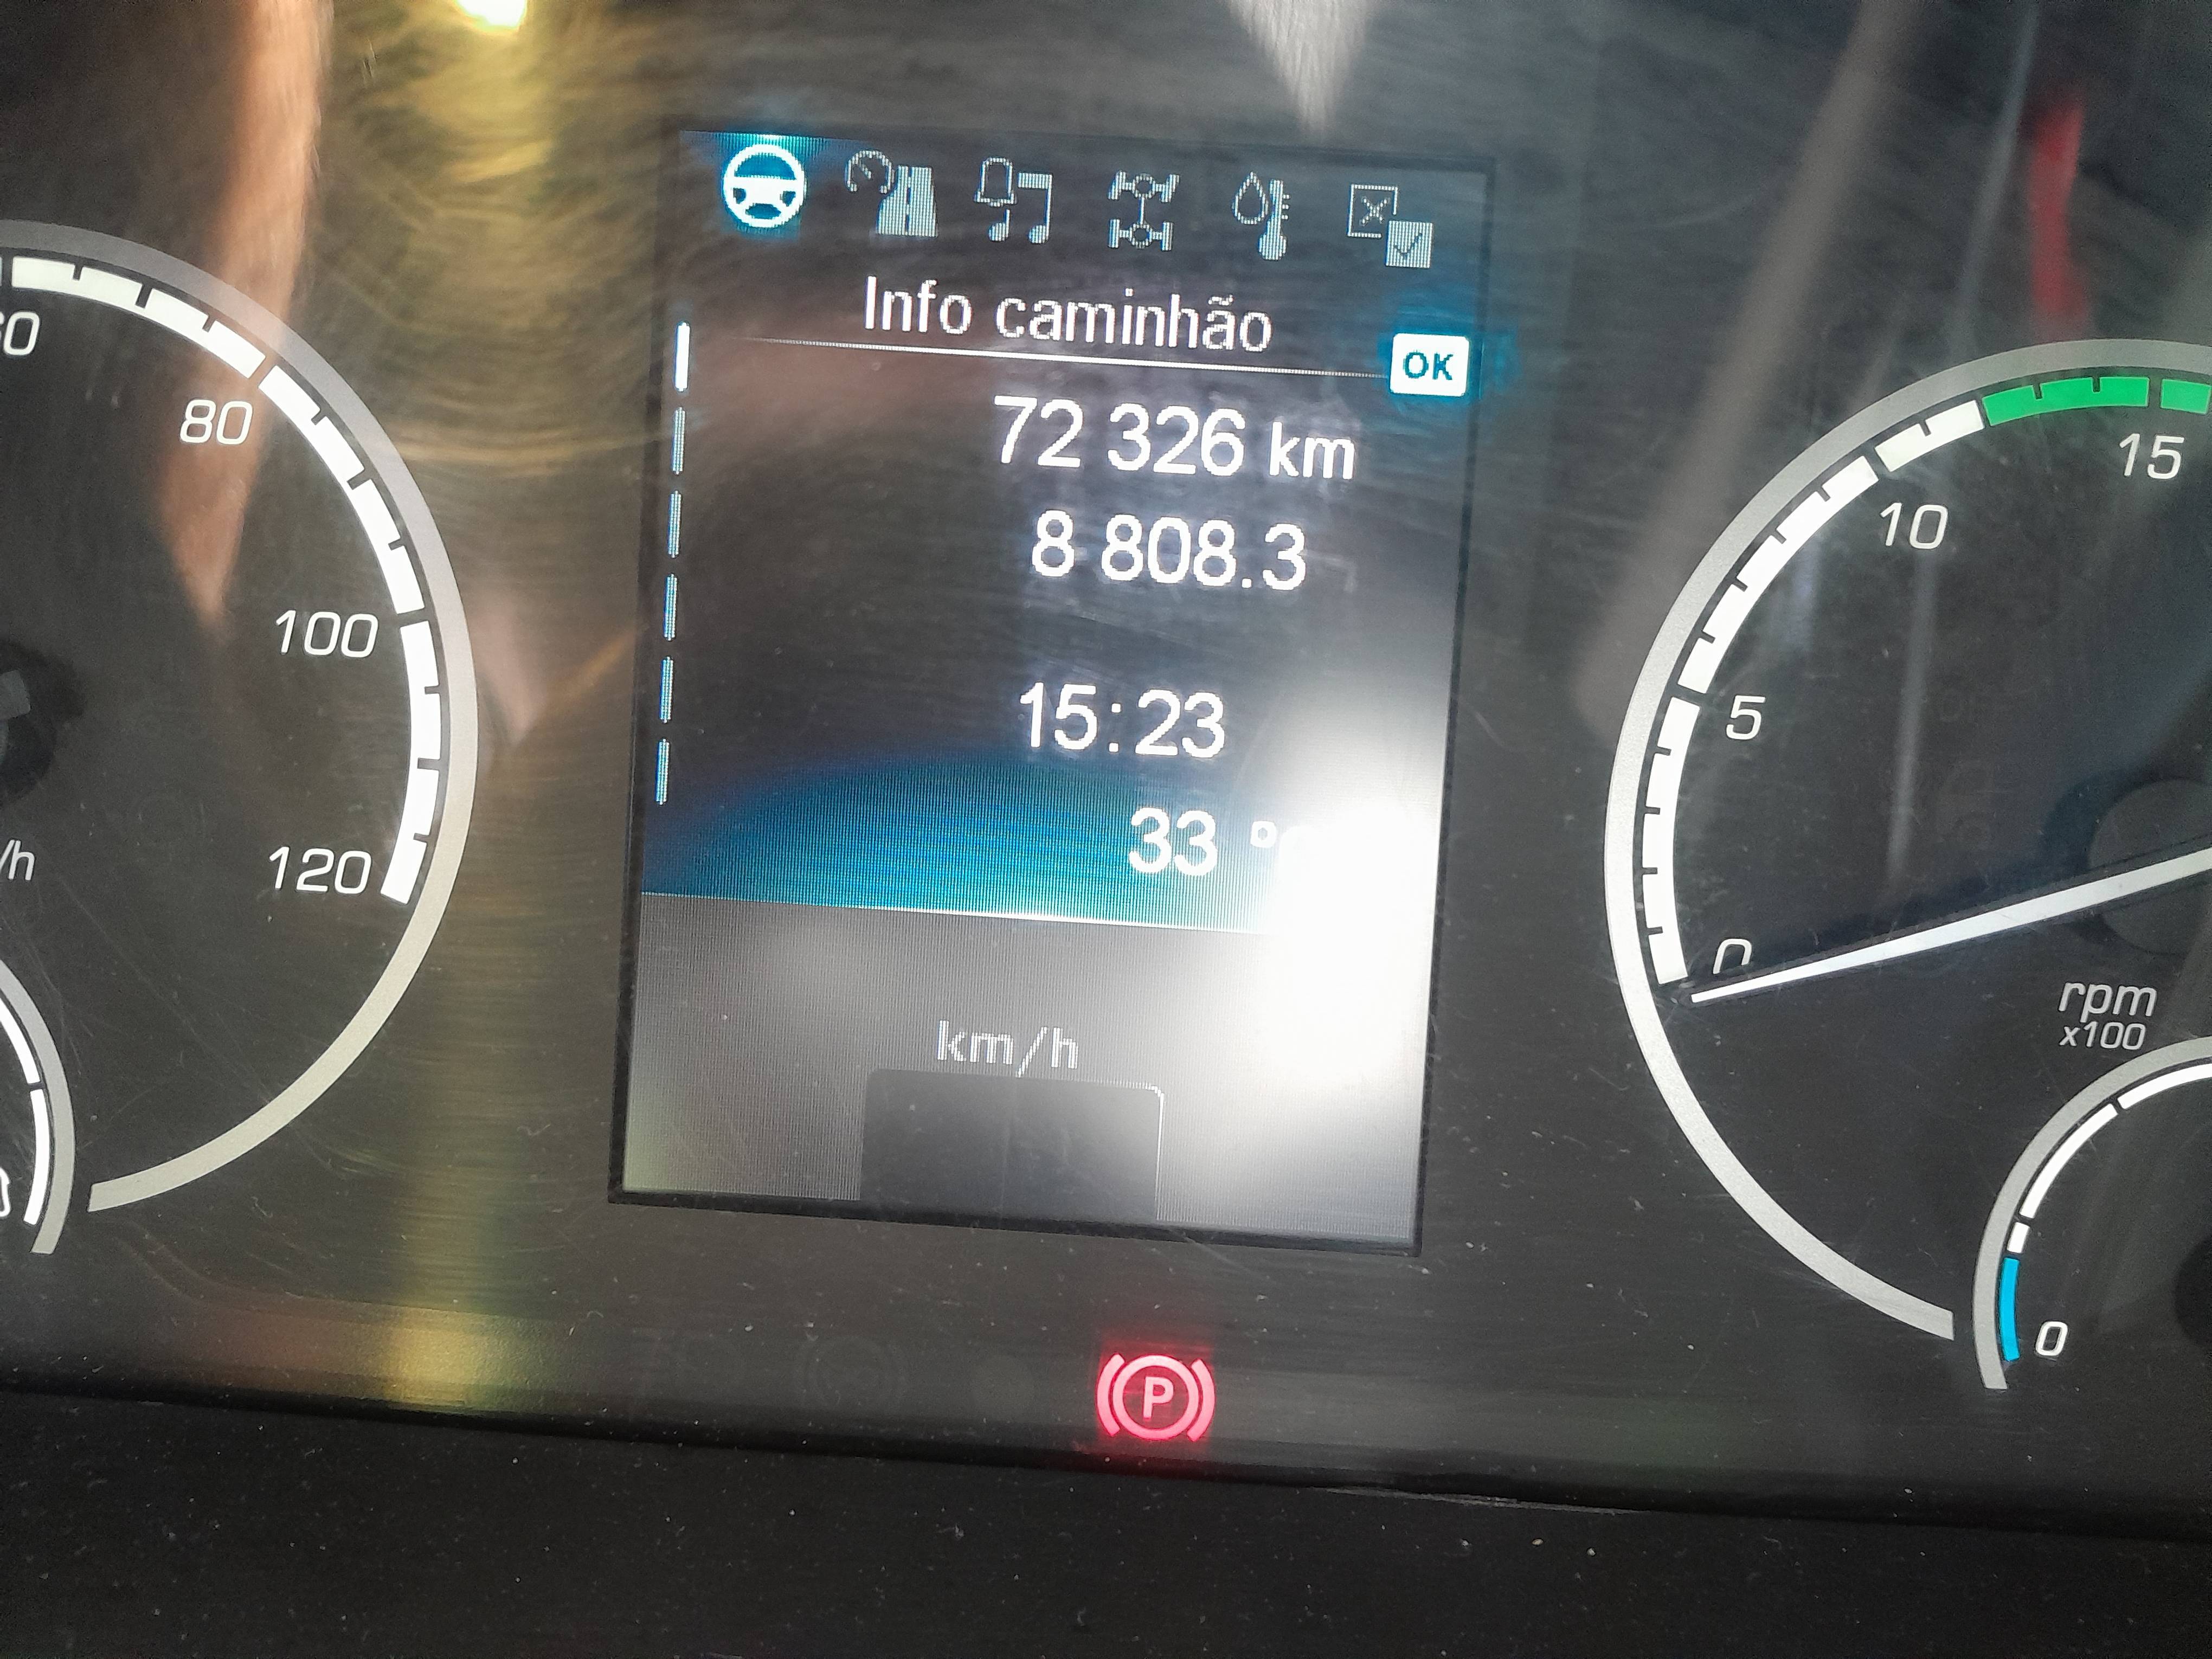 Info caminhão
OK
72 326 km
8 808.3
15:23
33 °
km/h
80
100
120
/h
15
10
5
0
rpm
x100
0
P